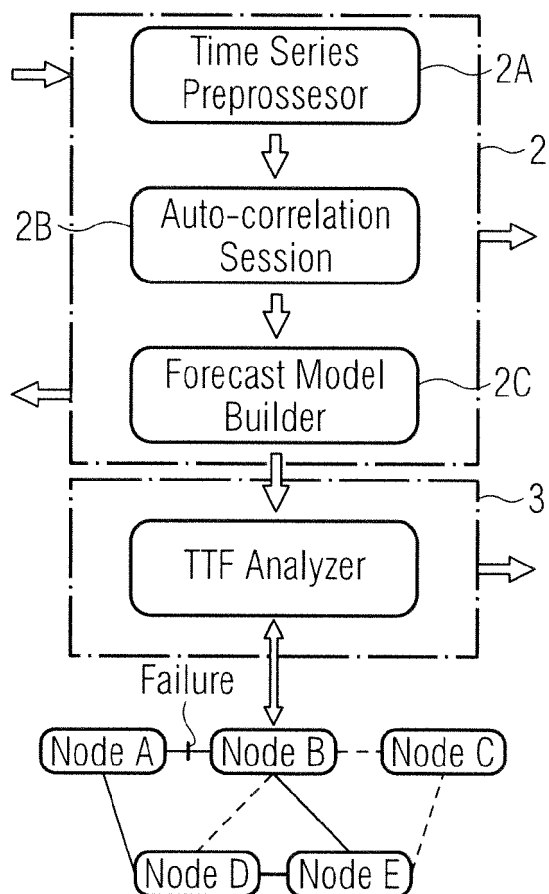 Time Series
Preprossesor
2A
2
2B
Auto-correlation
Session
Forecast Model
Builder
2C
3
TTF Analyzer
Failure
Node A
Node B
Node C
Node D
Node E